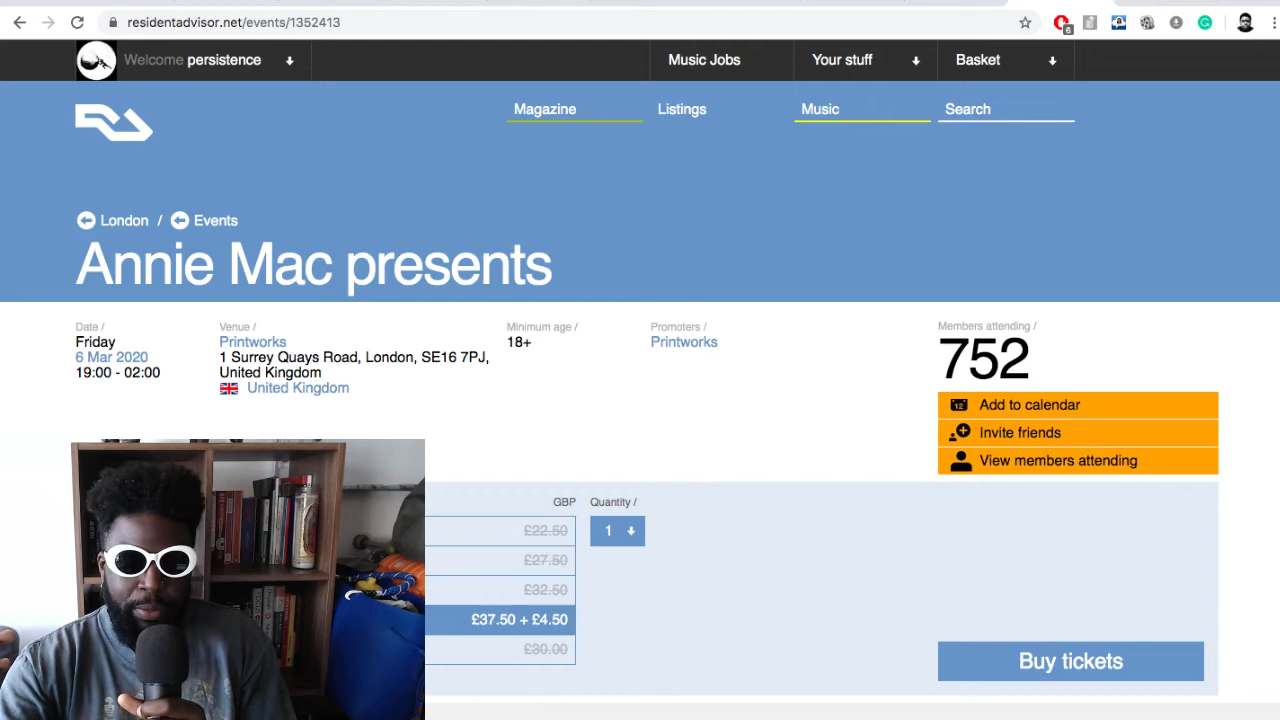 residentadvisor.net/events/1352413
6
Welcome persistence
Music Jobs
Your stuff
Basket
Magazine
Listings
Music
Search
London / Events
Annie Mac presents
Date /
Friday
6 Mar 2020
19:00 - 02:00
Venue /
Printworks
1 Surrey Quays Road, London, SE16 7PJ,
United Kingdom
United Kingdom
Minimum age /
18+
Promoters /
Printworks
Members attending /
752
12 Add to calendar
Invite friends
View members attending
GBP
£22.50
£27.50
£32.50
£37.50 + £4.50
£30.00
Quantity /
1
Buy tickets